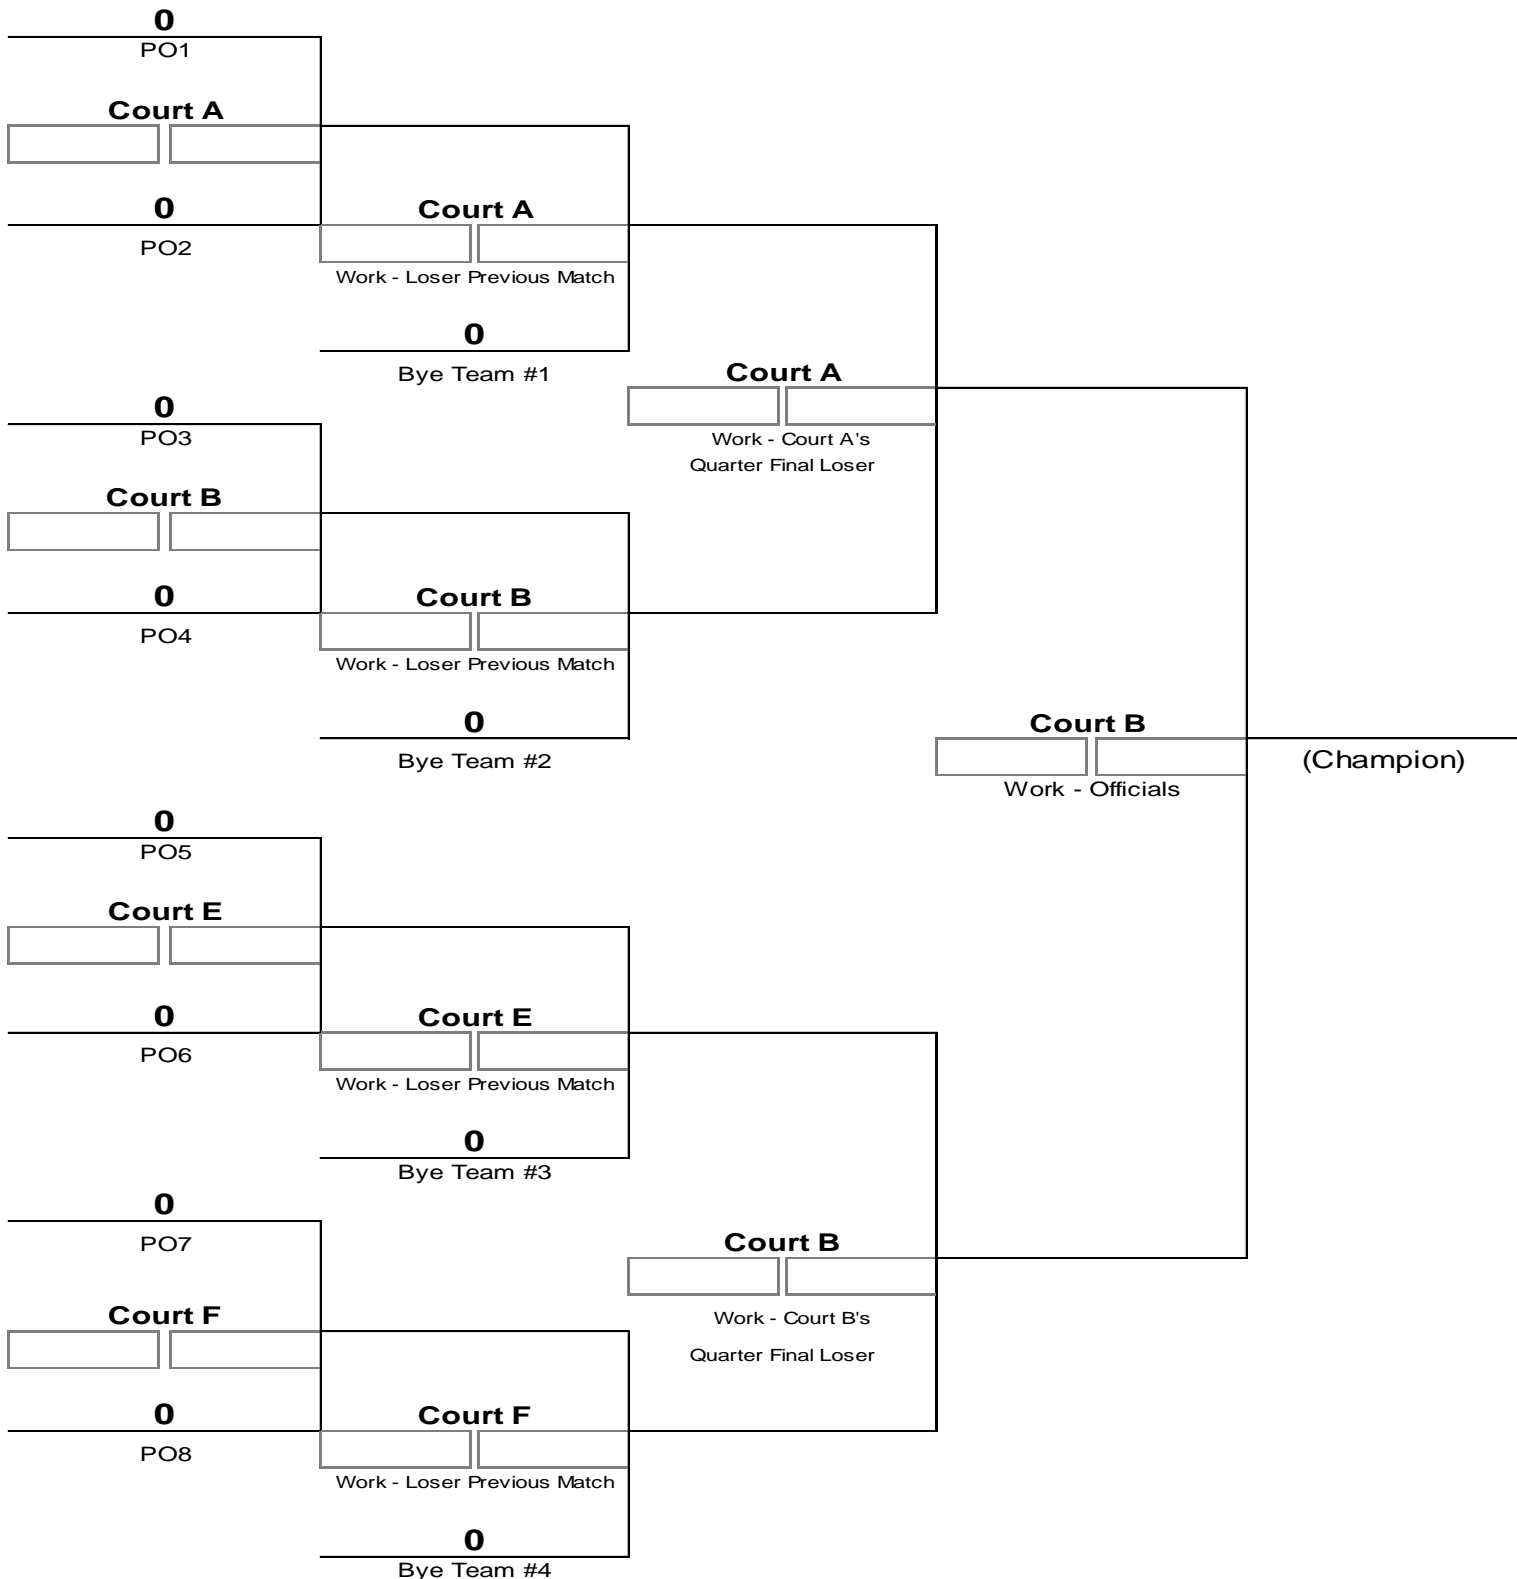 0
PO1
Court A
0
PO2
Court A
Work - Loser Previous Match
0
Bye Team #1
0
PO3
Court A
Work - Court A's
Quarter Final Loser
Court B
0
PO4
Court B
Work - Loser Previous Match
0
Bye Team #2
Court B
Work - Officials
(Champion)
0
PO5
Court E
0
PO6
Court E
Work - Loser Previous Match
0
Bye Team #3
0
PO7
Court B
Work - Court B's
Quarter Final Loser
Court F
0
PO8
Court F
Work - Loser Previous Match
0
Bye Team #4